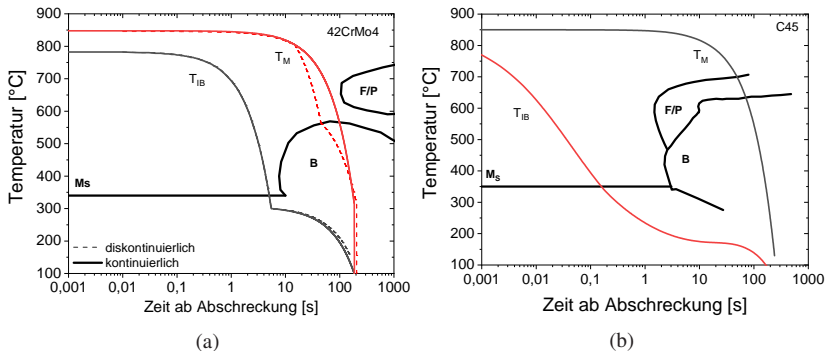 42CrMo4
900
800
700
600
500
400
300
200
100
Temperatur [°C]
T_IB
T_M
F/P
B
Ms
diskontinuierlich
kontinuierlich
0,001 0,01 0,1 1 10 100 1000
Zeit ab Abschreckung [s]
(a)
C45
900
800
700
600
500
400
300
200
100
Temperatur [°C]
T_IB
T_M
F/P
B
M_S
0,001 0,01 0,1 1 10 100 1000
Zeit ab Abschreckung [s]
(b)